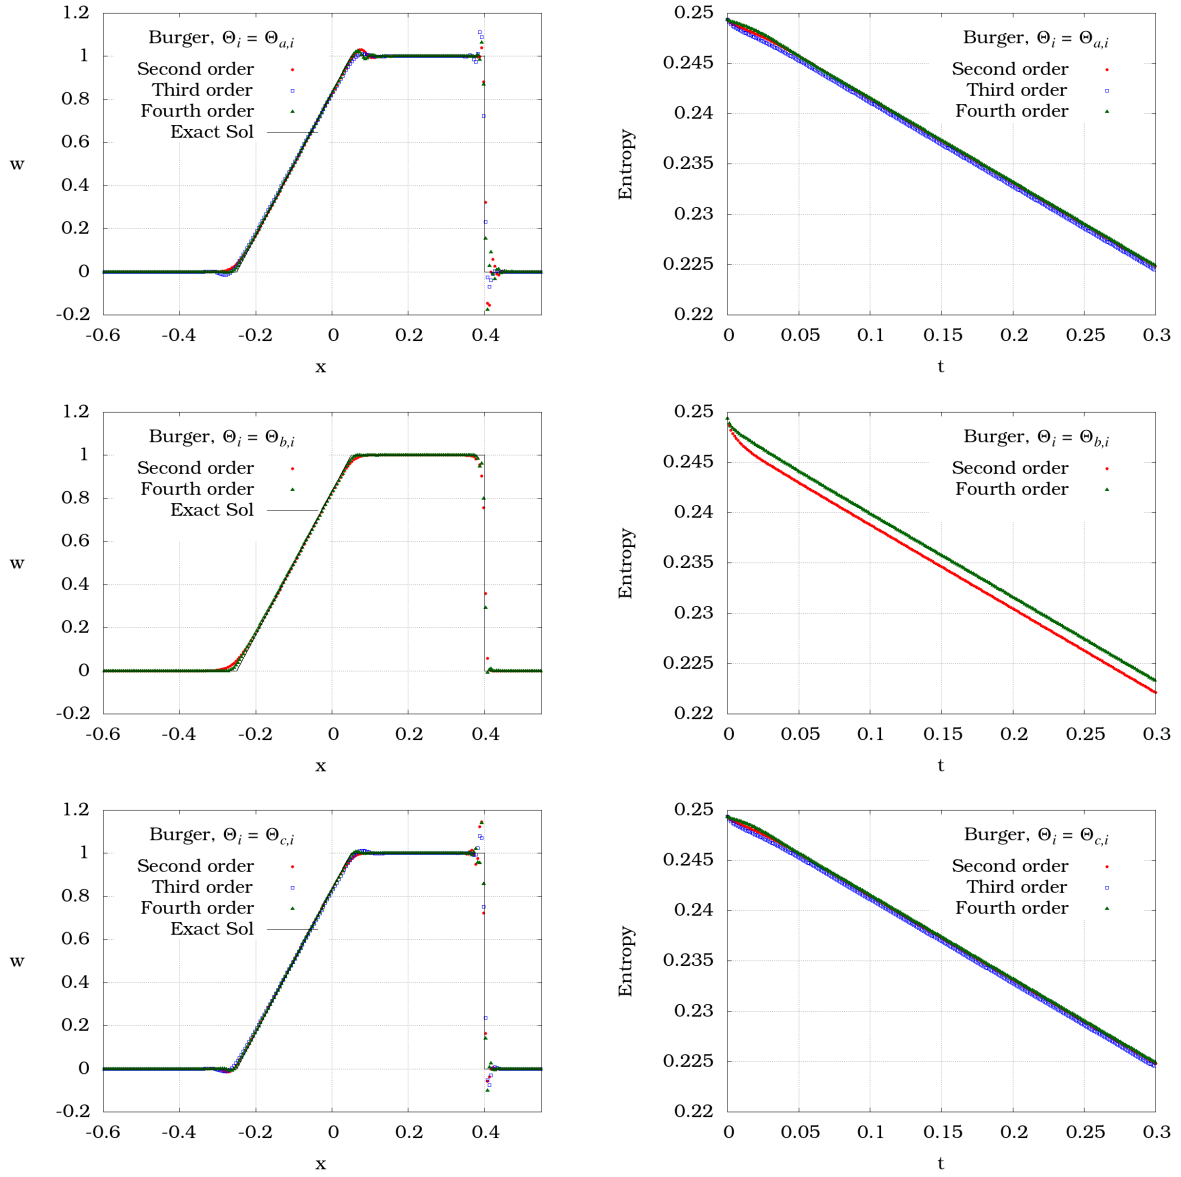 1.2
1
0.8
0.6
0.4
0.2
0
-0.2
w
Burger, Θi = Θa,i
Second order
Third order
Fourth order
Exact Sol
-0.6 -0.4 -0.2 0 0.2 0.4
x
0.25
0.245
0.24
0.235
0.23
0.225
0.22
Entropy
Burger, Θi = Θa,i
Second order
Third order
Fourth order
0 0.05 0.1 0.15 0.2 0.25 0.3
t
1.2
1
0.8
0.6
0.4
0.2
0
-0.2
w
Burger, Θi = Θb,i
Second order
Fourth order
Exact Sol
-0.6 -0.4 -0.2 0 0.2 0.4
x
0.25
0.245
0.24
0.235
0.23
0.225
0.22
Entropy
Burger, Θi = Θb,i
Second order
Fourth order
0 0.05 0.1 0.15 0.2 0.25 0.3
t
1.2
1
0.8
0.6
0.4
0.2
0
-0.2
w
Burger, Θi = Θc,i
Second order
Third order
Fourth order
Exact Sol
-0.6 -0.4 -0.2 0 0.2 0.4
x
0.25
0.245
0.24
0.235
0.23
0.225
0.22
Entropy
Burger, Θi = Θc,i
Second order
Third order
Fourth order
0 0.05 0.1 0.15 0.2 0.25 0.3
t